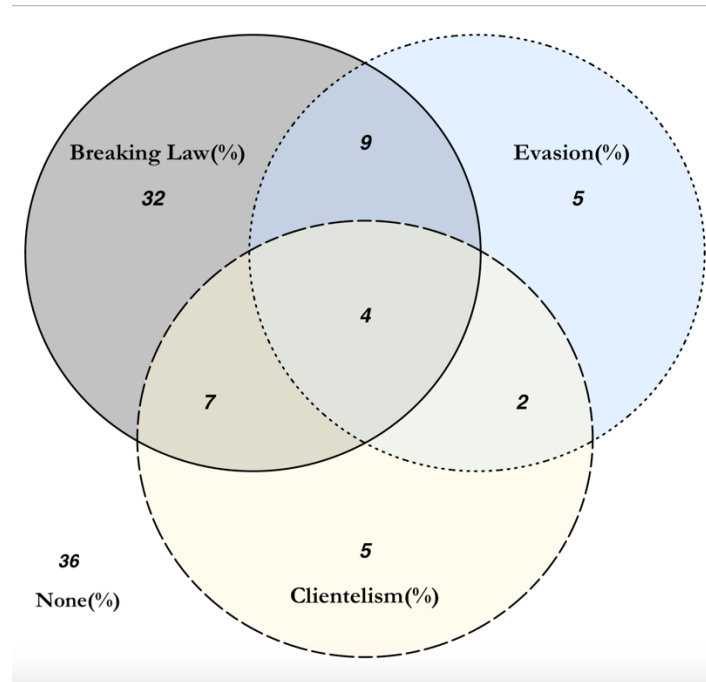 9
Breaking Law(%)
Evasion(%)
32
5
4
7
2
5
36
Clientelism(%)
None(%)